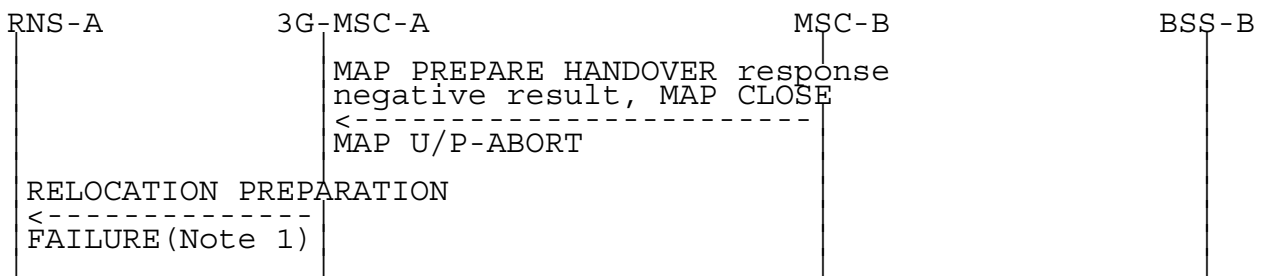 RNS-A 3G-MSC-A MSC-B BSS-B
MAP PREPARE HANDOVER response
negative result, MAP CLOSE
MAP U/P-ABORT
RELOCATION PREPARATION
FAILURE(Note 1)